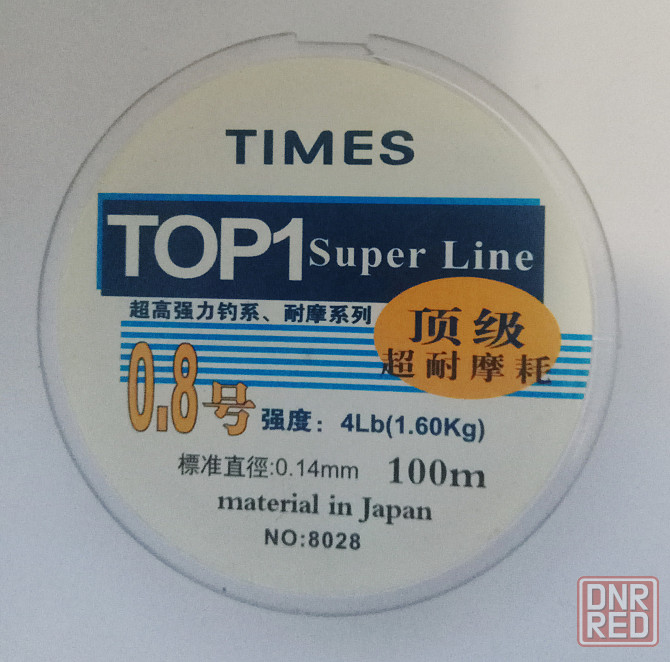 TIMES
TOP1 Super Line
超高强力钓系、耐摩系列
顶级
超耐摩耗
0.8号 强度：4Lb(1.60Kg)
標准直徑:0.14mm 100m
material in Japan
NO:8028
DNR
RED